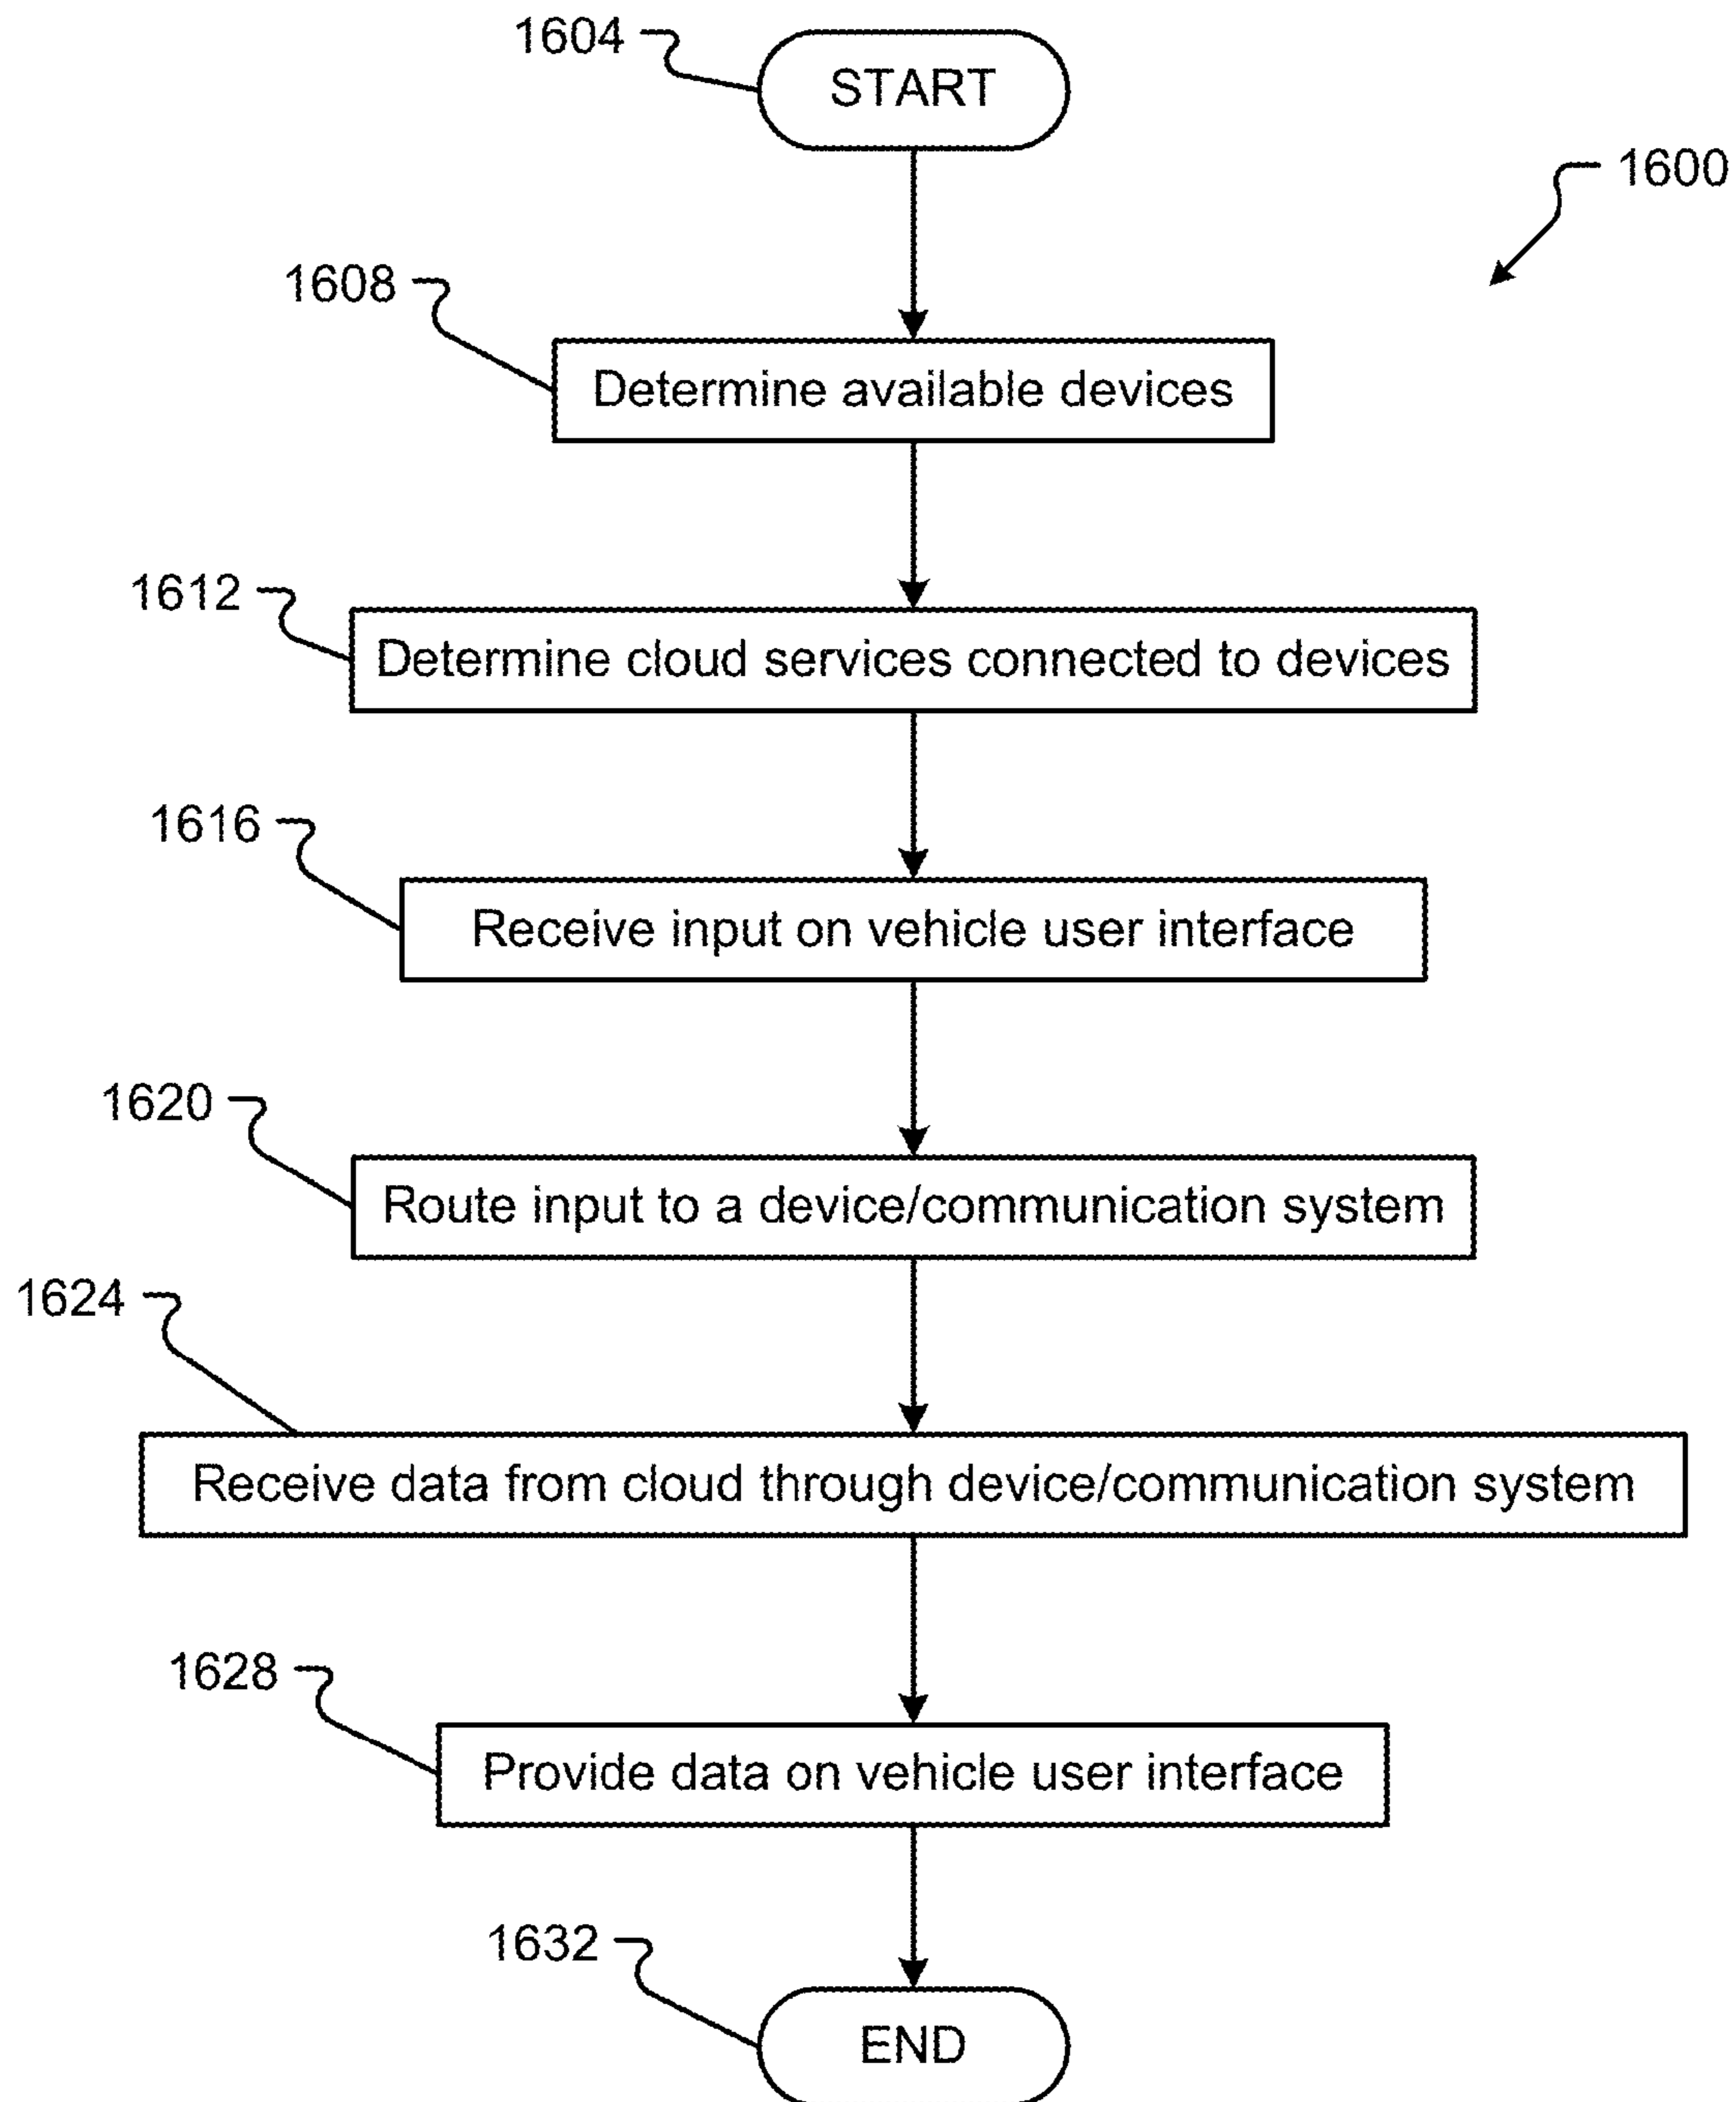 1604
START
1600
1608
Determine available devices
1612
Determine cloud services connected to devices
1616
Receive input on vehicle user interface
1620
Route input to a device/communication system
1624
Receive data from cloud through device/communication system
1628
Provide data on vehicle user interface
1632
END